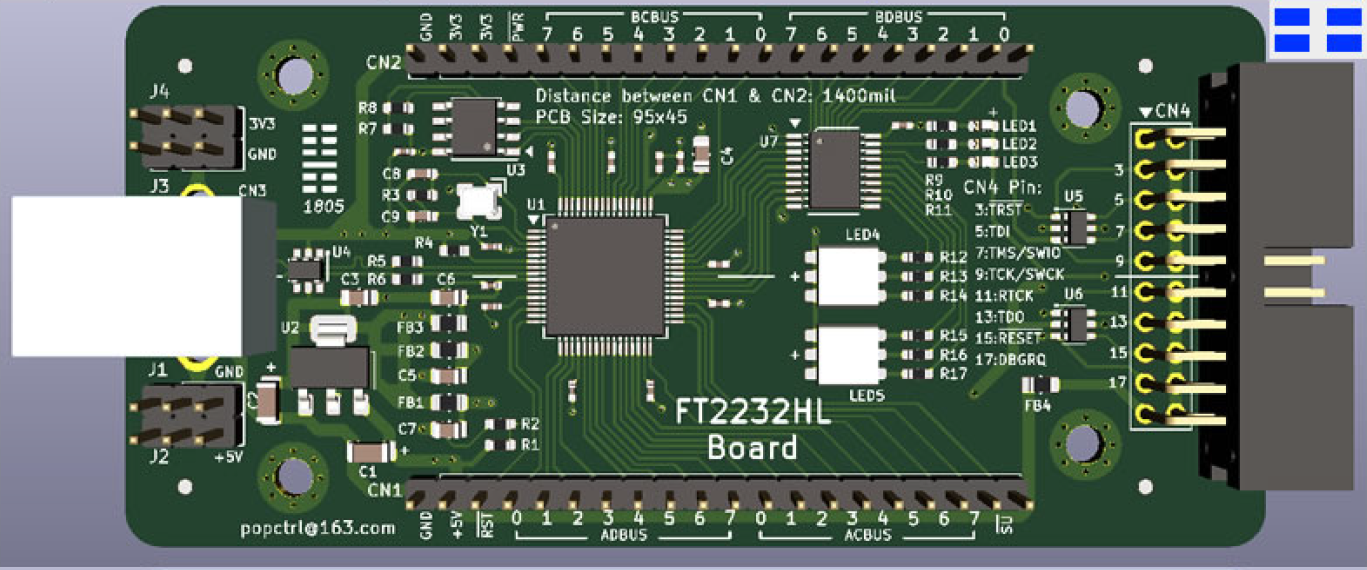 GND 3V3 3V3 PWR
BCBUS
7 6 5 4 3 2 1 0
BDBUS
7 6 5 4 3 2 1 0
CN2
Distance between CN1 & CN2: 1400mil
PCB Size: 95x45
J4
3V3
GND
J3
CN3
1805
R8
R7
U3
C4
C8
R3
C9
Y1
U1
U7
LED1
LED2
LED3
R9
R10
R11
CN4
CN4 Pin:
3:TRST
5:TDI
7:TMS/SWIO
9:TCK/SWCK
11:RTCK
13:TDO
15:RESET
17:DBGRQ
U5
U6
3
5
7
9
11
13
15
17
U4
R4
R5
R6
C3
C6
U2
FB3
FB2
C5
FB1
C7
R2
R1
LED4
R12
R13
R14
R15
R16
R17
LED5
FB4
J1
GND
+
C2
J2
+5V
C1
+
FT2232HL
Board
CN1
popctrl@163.com
GND +5V RST
0 1 2 3 4 5 6 7
ADBUS
0 1 2 3 4 5 6 7
ACBUS
5U